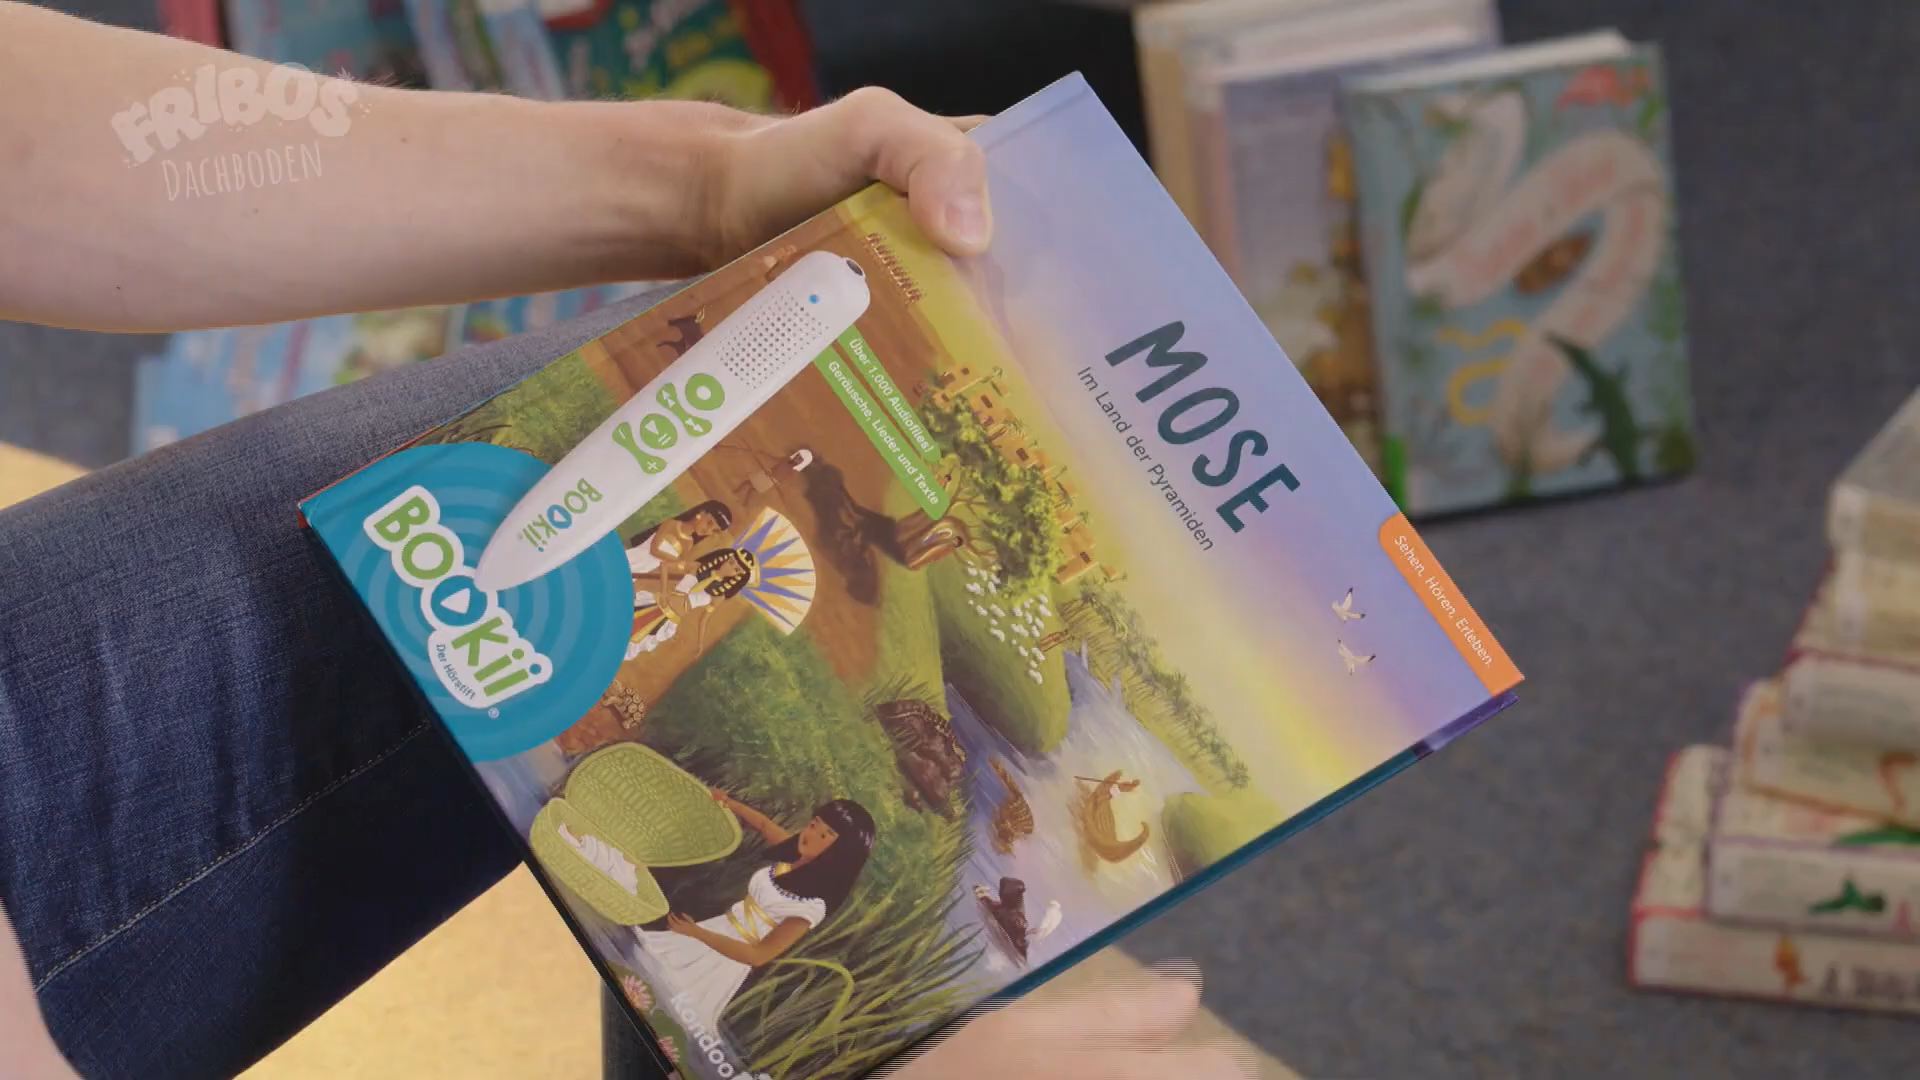 FRIBOS
DACHBODEN
MOSE
Im Land der Pyramiden
Über 1.000 Audiofiles!
Geräusche, Lieder und Texte
BOOKii®
BOOKii®
Der Hörstift
Sehen. Hören. Erleben.